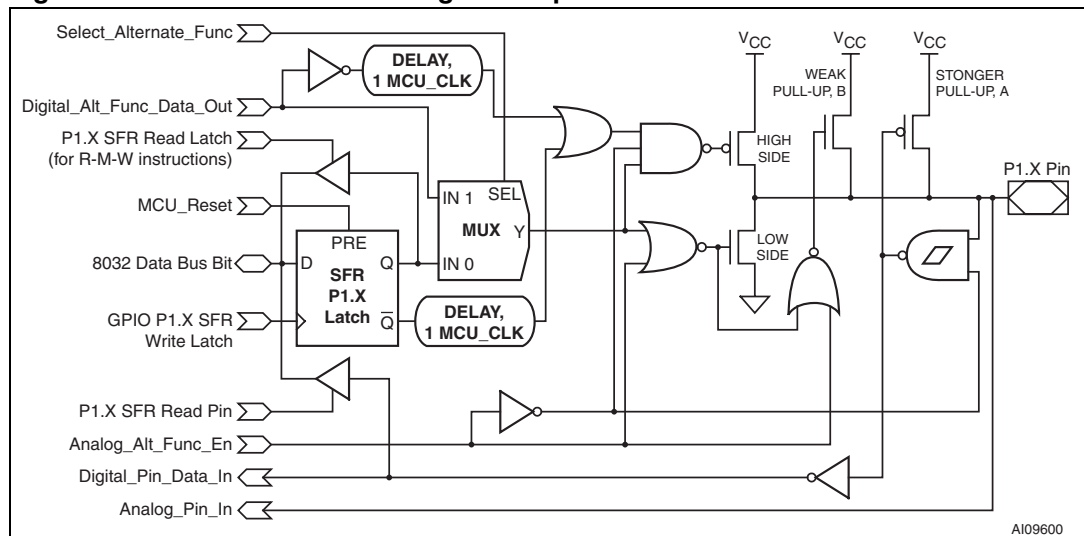 Select_Alternate_Func
Digital_Alt_Func_Data_Out
P1.X SFR Read Latch
(for R-M-W instructions)
MCU_Reset
8032 Data Bus Bit
GPIO P1.X SFR
Write Latch
P1.X SFR Read Pin
Analog_Alt_Func_En
Digital_Pin_Data_In
Analog_Pin_In
DELAY,
1 MCU_CLK
PRE
D
Q
SFR
P1.X
Latch
Q
DELAY,
1 MCU_CLK
IN 1
SEL
MUX
Y
IN 0
VCC
HIGH
SIDE
LOW
SIDE
VCC
WEAK
PULL-UP, B
VCC
STONGER
PULL-UP, A
P1.X Pin
AI09600